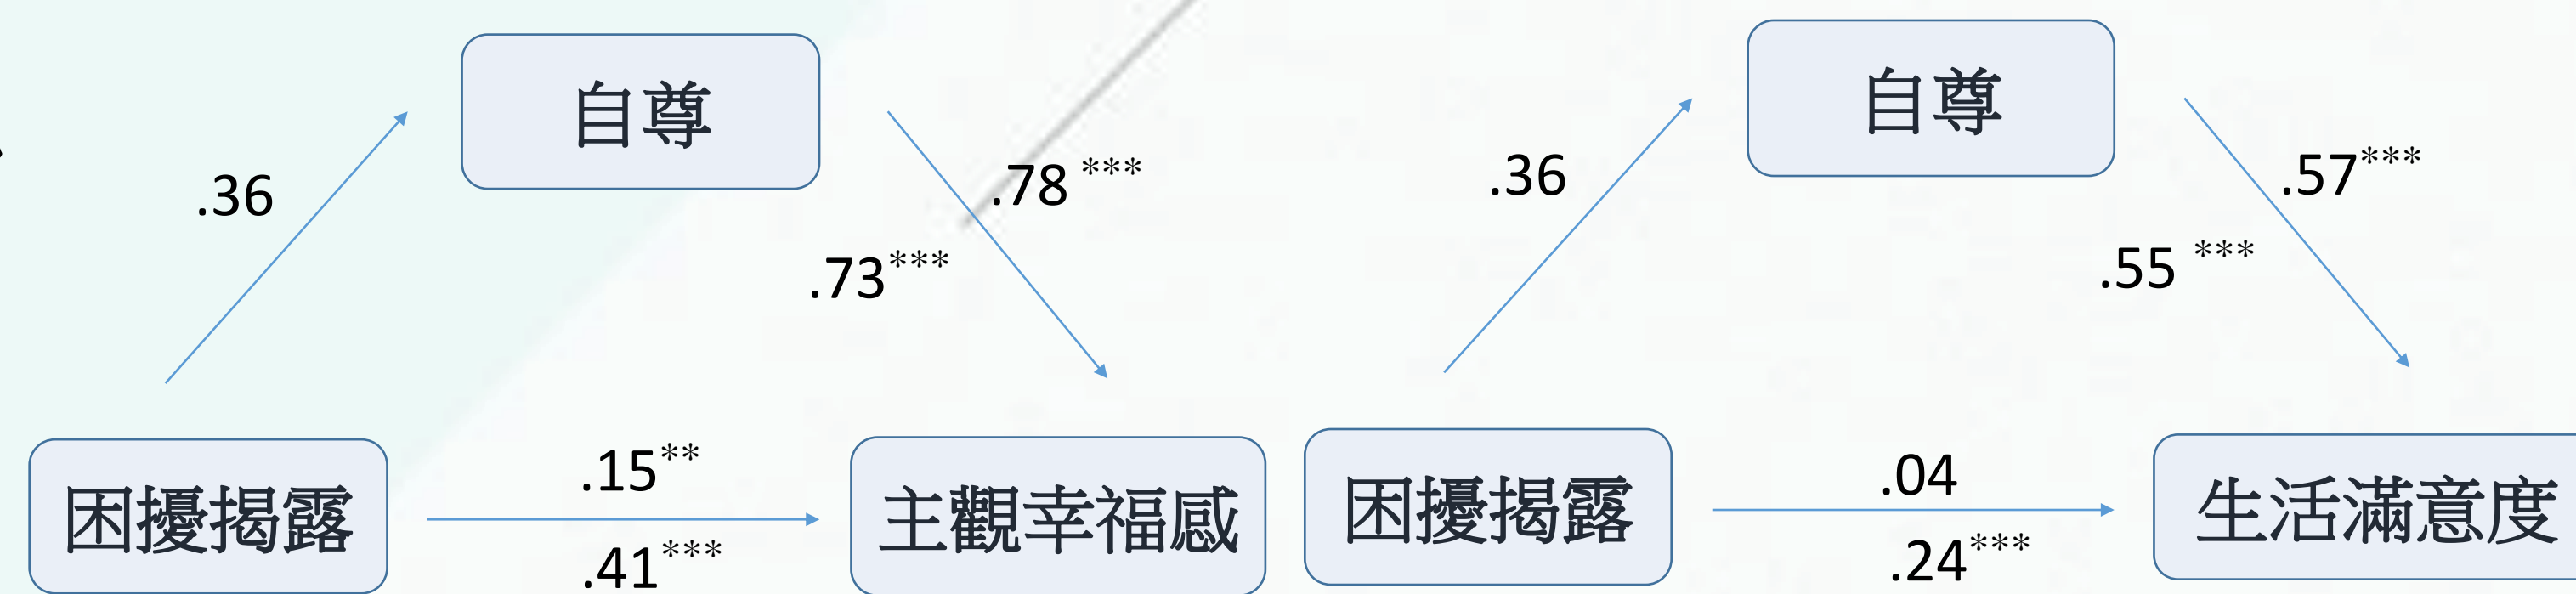 自尊
.36
.78 ***
.73***
困擾揭露
.15**
.41***
主觀幸福感
自尊
.36
.57***
.55 ***
困擾揭露
.04
.24***
生活滿意度